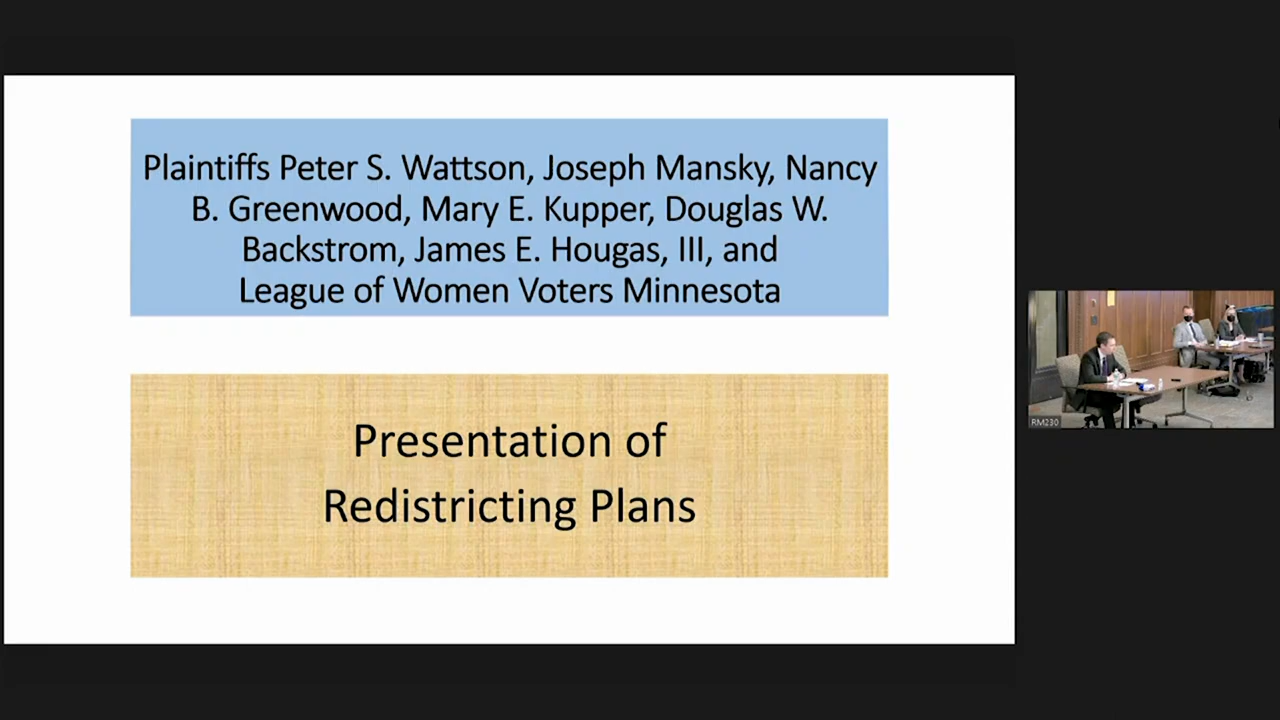 Plaintiffs Peter S. Wattson, Joseph Mansky, Nancy
B. Greenwood, Mary E. Kupper, Douglas W.
Backstrom, James E. Hougas, III, and
League of Women Voters Minnesota
Presentation of
Redistricting Plans
RM230